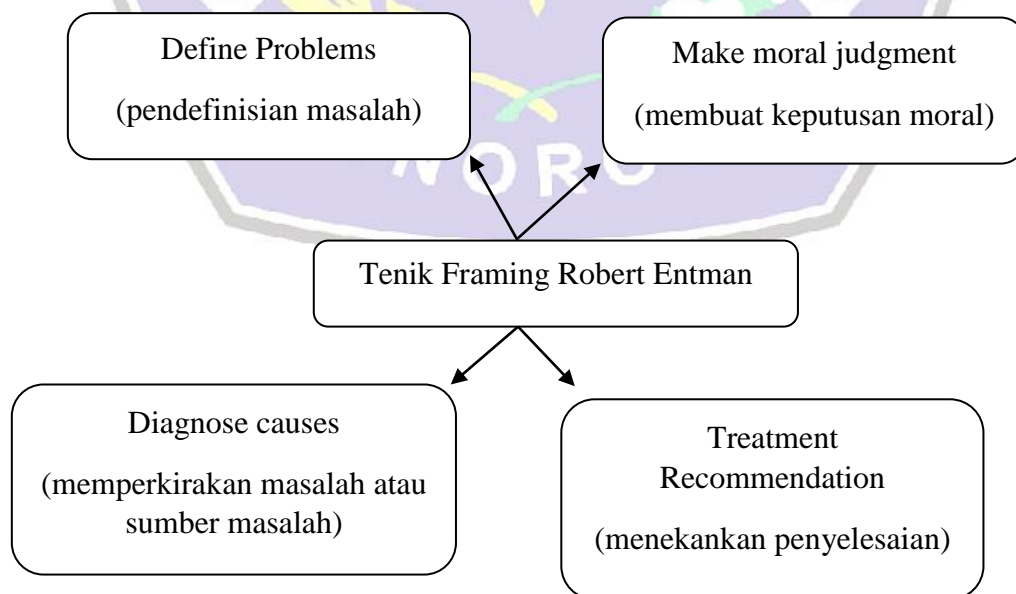 Define Problems
(pendefinisian masalah)
Make moral judgment
(membuat keputusan moral)
NORO
Tenik Framing Robert Entman
Diagnose causes
(memperkirakan masalah atau
sumber masalah)
Treatment
Recommendation
(menekankan penyelesaian)